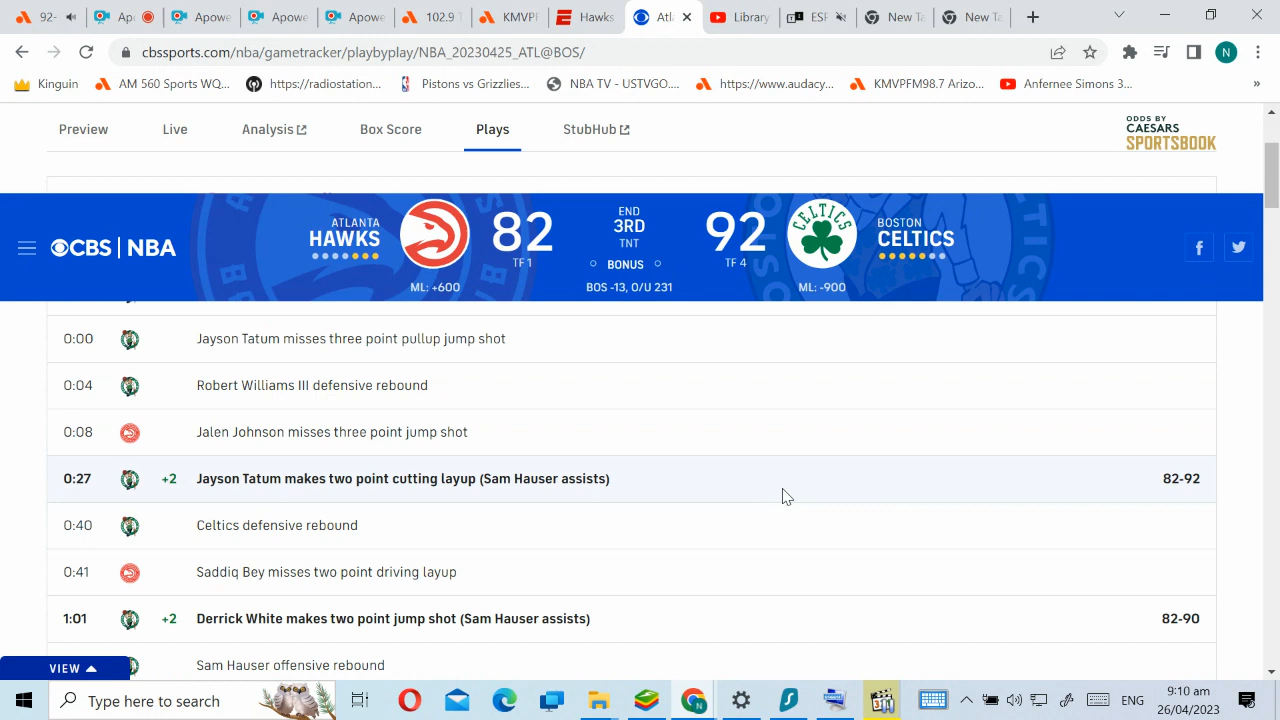 92-
Ap
Apowe
Apowe
Apowe
102.9
KMVP
Hawks
Atl
Library
ESP
New Ta
New Ta
cbssports.com/nba/gametracker/playbyplay/NBA_20230425_ATL@BOS/
N
Kinguin
AM 560 Sports WQ...
https://radiostation...
Pistons vs Grizzlies...
NBA TV - USTVGO....
https://www.audacy...
KMVPFM98.7 Arizo...
Anfernee Simons 3...
»
Preview
Live
Analysis
Box Score
Plays
StubHub
ODDS BY
CAESARS
SPORTSBOOK
CBS | NBA
ATLANTA
HAWKS
82
TF 1
ML: +600
END
3RD
TNT
BONUS
BOS -13, O/U 231
92
TF 4
CELTICS
BOSTON
CELTICS
ML: -900
0:00 Jayson Tatum misses three point pullup jump shot
0:04 Robert Williams III defensive rebound
0:08 Jalen Johnson misses three point jump shot
0:27 +2 Jayson Tatum makes two point cutting layup (Sam Hauser assists) 82-92
0:40 Celtics defensive rebound
0:41 Saddiq Bey misses two point driving layup
1:01 +2 Derrick White makes two point jump shot (Sam Hauser assists) 82-90
Sam Hauser offensive rebound
VIEW
Type here to search
ENG
9:10 am
26/04/2023